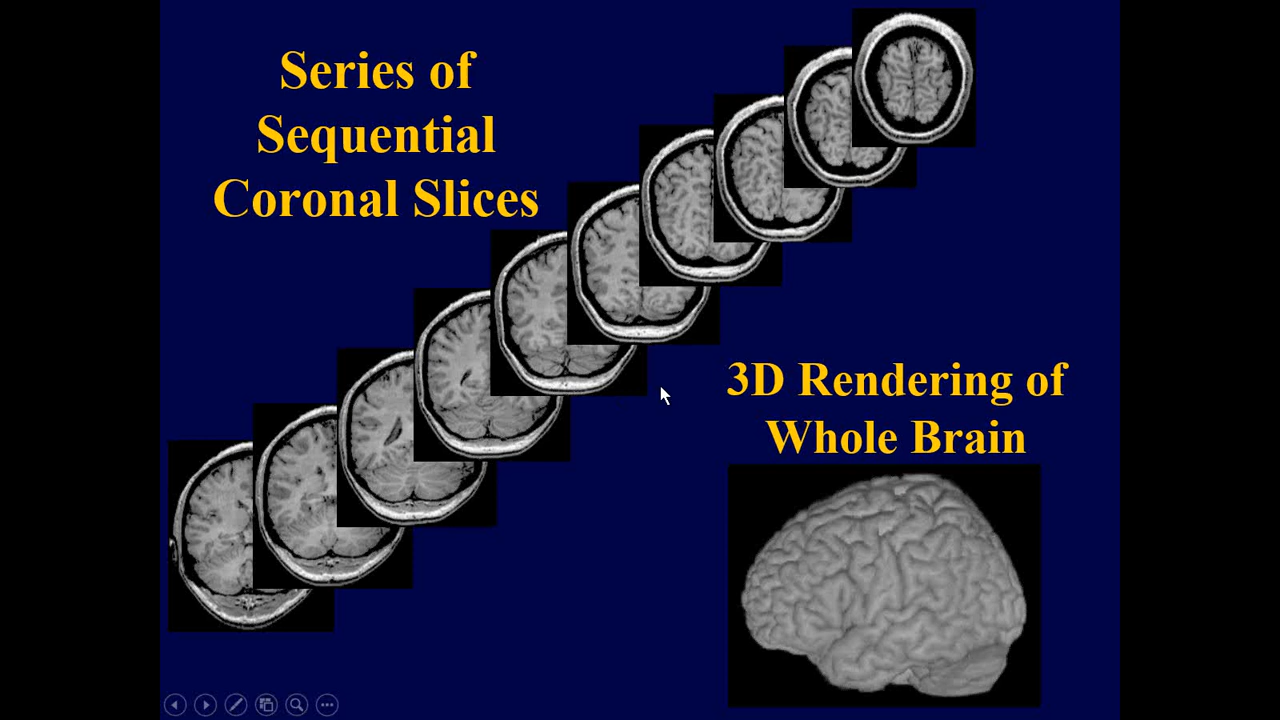 Series of
Sequential
Coronal Slices
3D Rendering of
Whole Brain